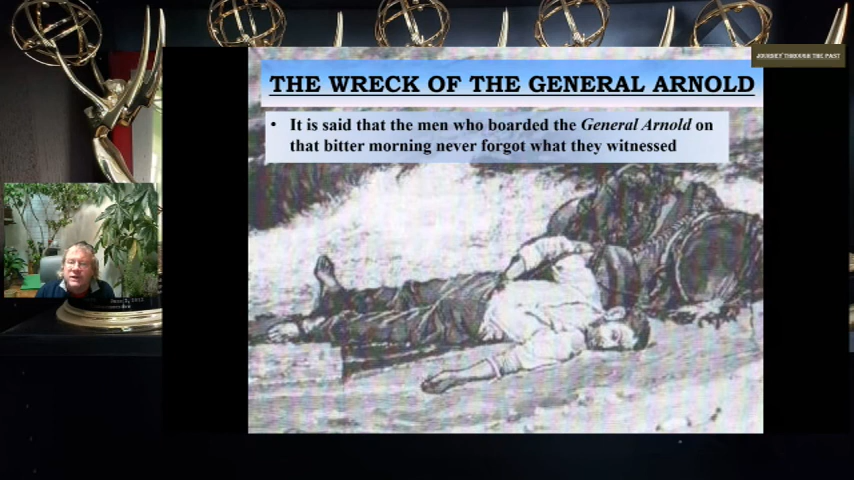 JOURNEY THROUGH THE PAST
THE WRECK OF THE GENERAL ARNOLD
• It is said that the men who boarded the General Arnold on
that bitter morning never forgot what they witnessed